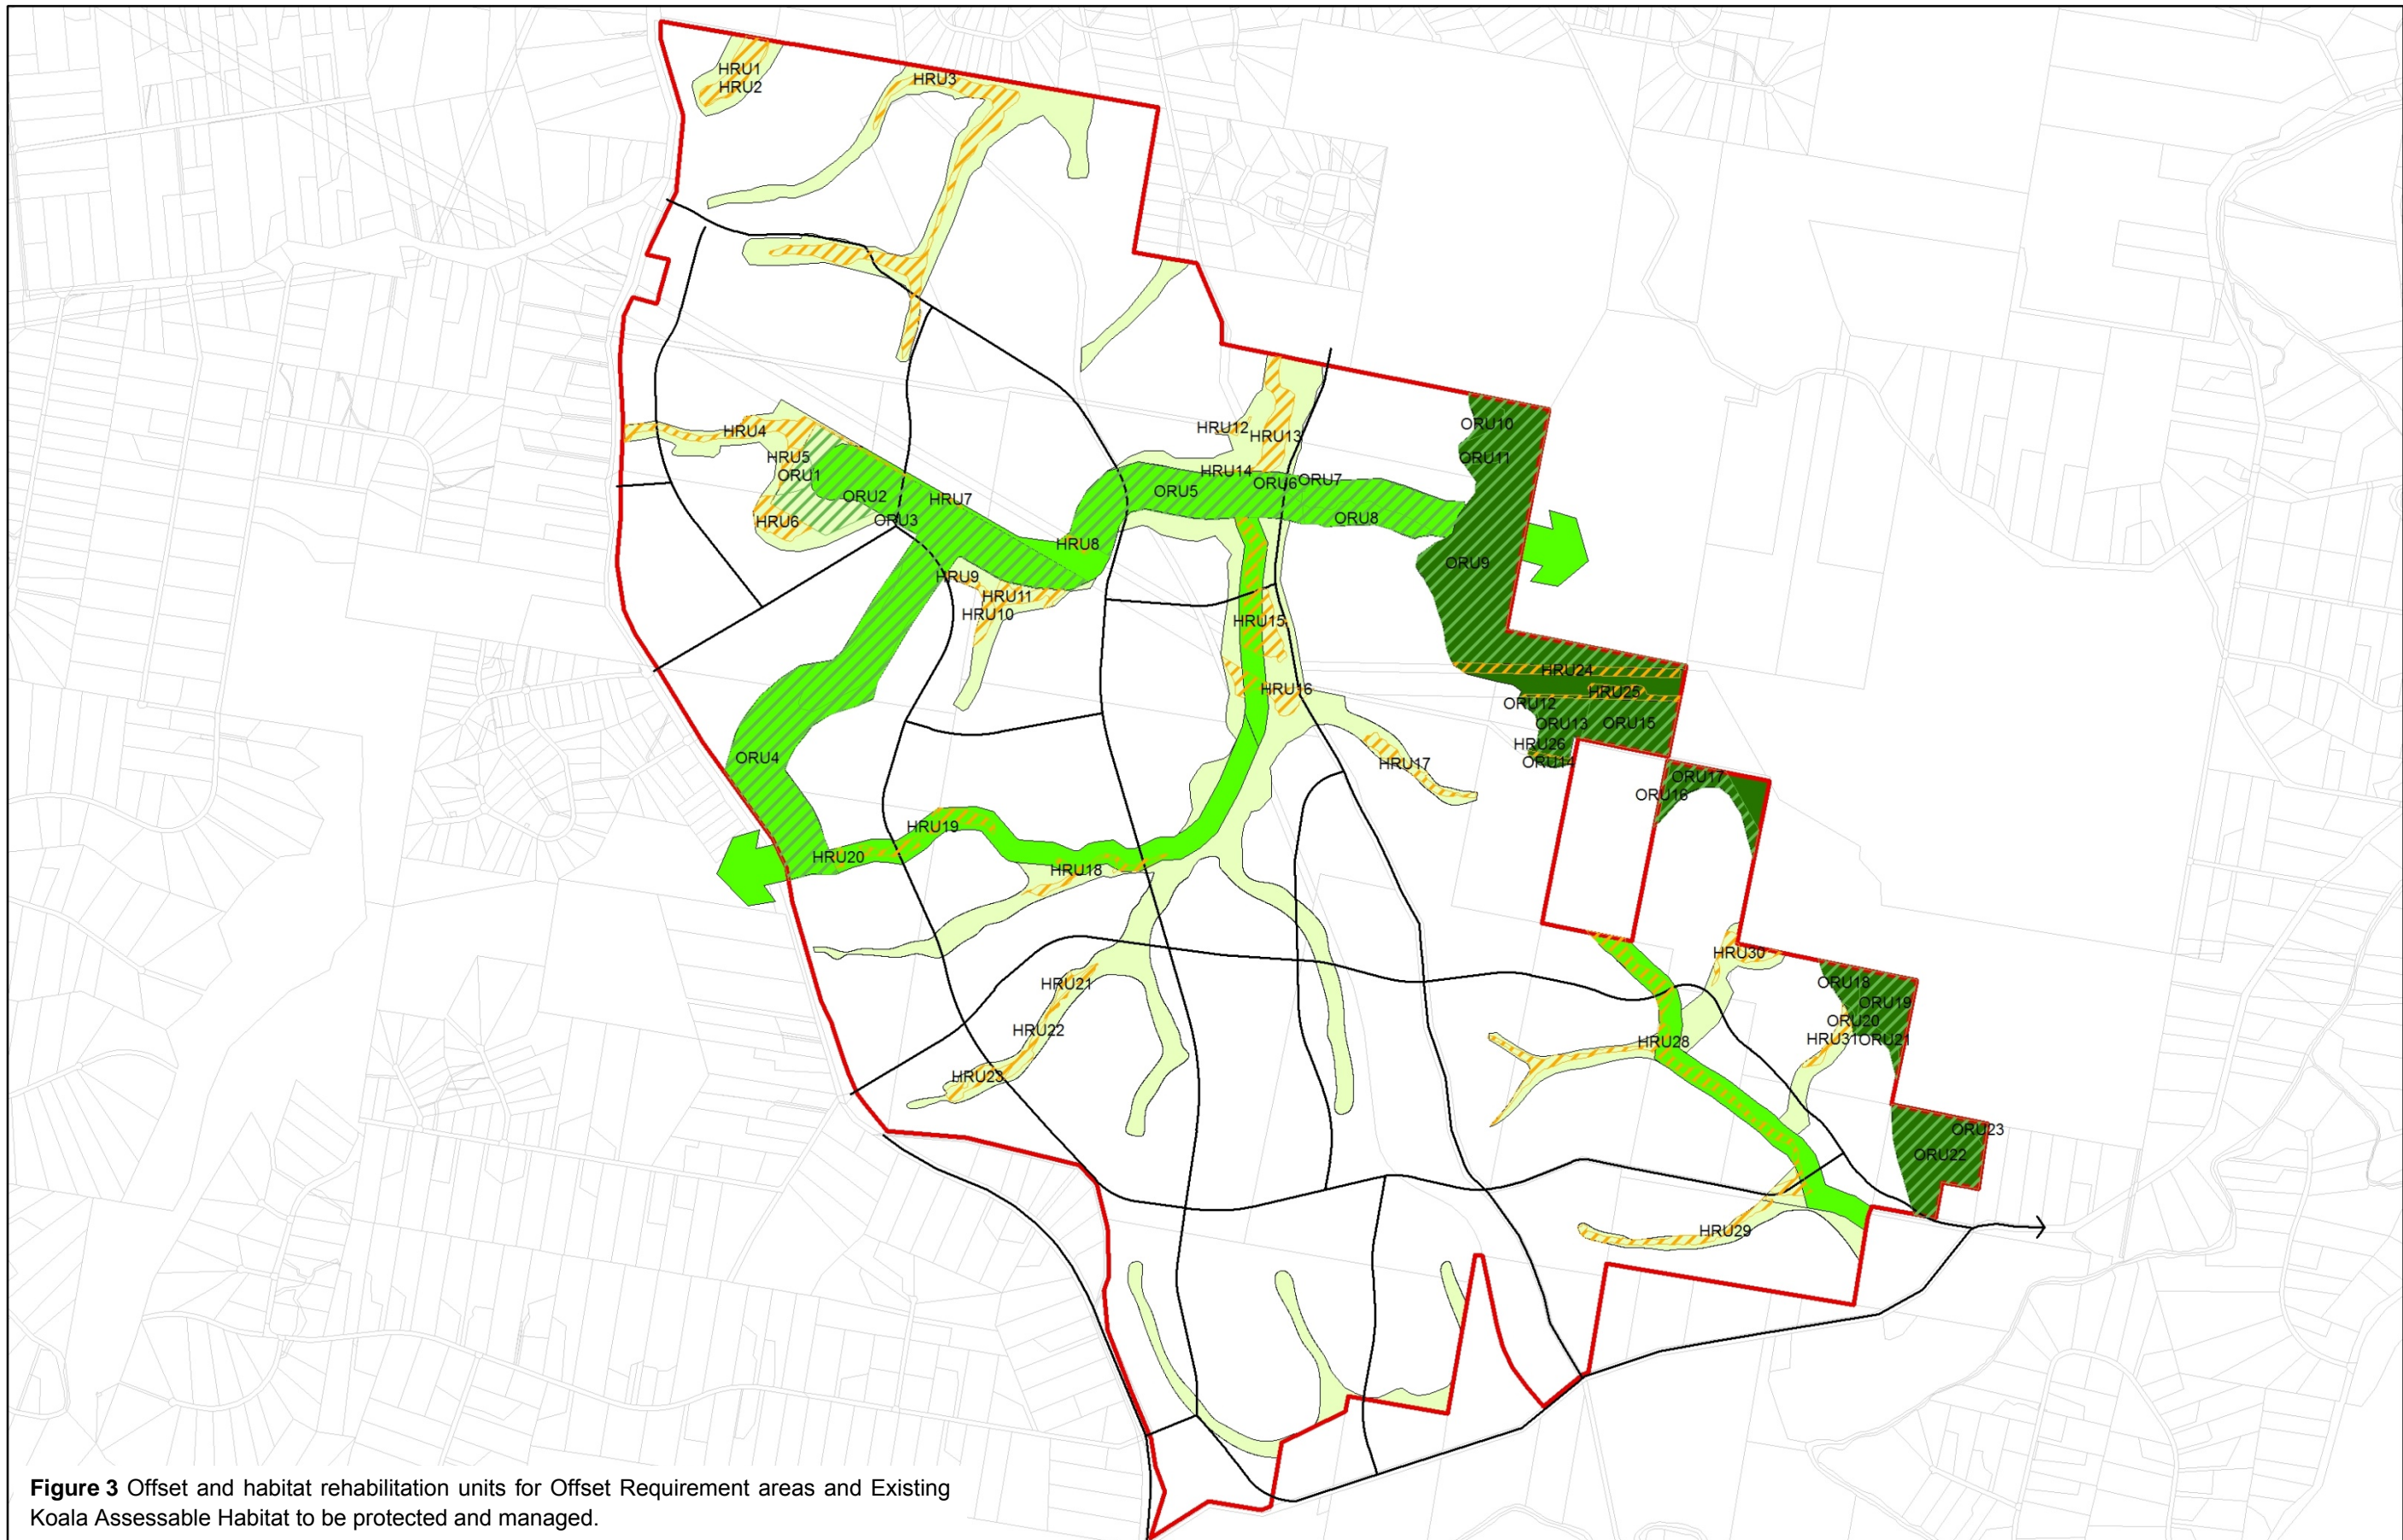 HRU1
HRU2
HRU3
HRU4
HRU5
ORU1
ORU2
HRU6
ORU3
HRU7
HRU8
HRU9
HRU11
HRU10
HRU12
HRU13
HRU14
ORU5
ORU6
ORU7
ORU8
ORU10
ORU11
ORU9
HRU15
HRU16
HRU17
HRU24
HRU25
ORU12
ORU13
ORU15
HRU26
ORU14
ORU17
ORU16
ORU4
HRU19
HRU20
HRU18
HRU21
HRU22
HRU23
HRU30
HRU28
ORU18
ORU19
ORU20
HRU31 ORU21
ORU23
ORU22
HRU29
Figure 3 Offset and habitat rehabilitation units for Offset Requirement areas and Existing
Koala Assessable Habitat to be protected and managed.